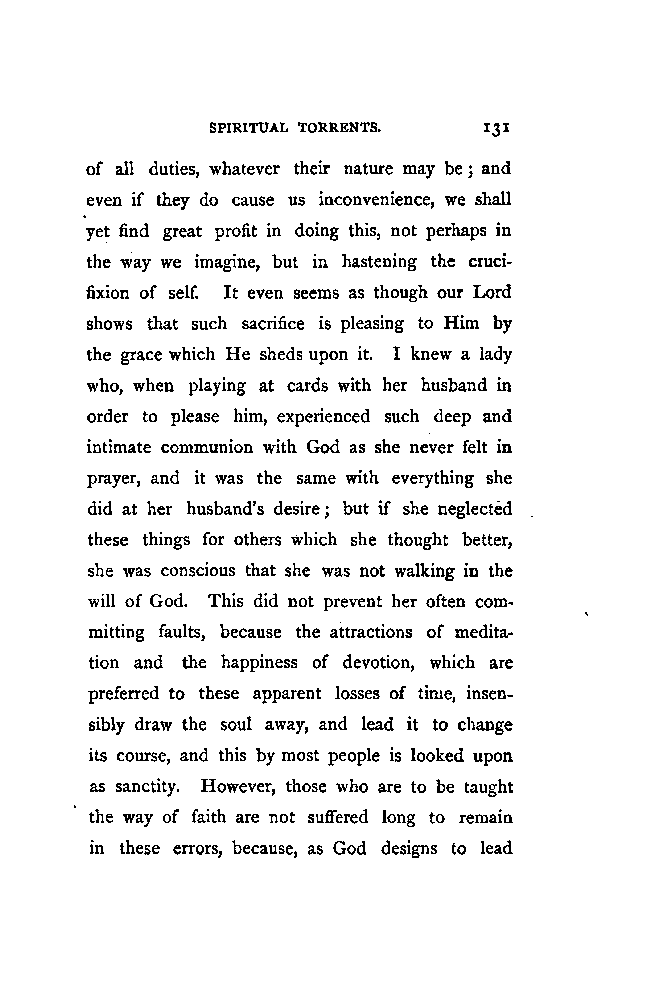 SPIRITUAL TORRENTS. 131
of all duties, whatever their nature may be; and
even if they do cause us inconvenience, we shall
yet find great profit in doing this, not perhaps in
the way we imagine, but in hastening the cruci-
fixion of self. It even seems as though our Lord
shows that such sacrifice is pleasing to Him by
the grace which He sheds upon it. I knew a lady
who, when playing at cards with her husband in
order to please him, experienced such deep and
intimate communion with God as she never felt in
prayer, and it was the same with everything she
did at her husband's desire; but if she neglected
these things for others which she thought better,
she was conscious that she was not walking in the
will of God. This did not prevent her often com-
mitting faults, because the attractions of medita-
tion and the happiness of devotion, which are
preferred to these apparent losses of time, insen-
sibly draw the soul away, and lead it to change
its course, and this by most people is looked upon
as sanctity. However, those who are to be taught
the way of faith are not suffered long to remain
in these errors, because, as God designs to lead